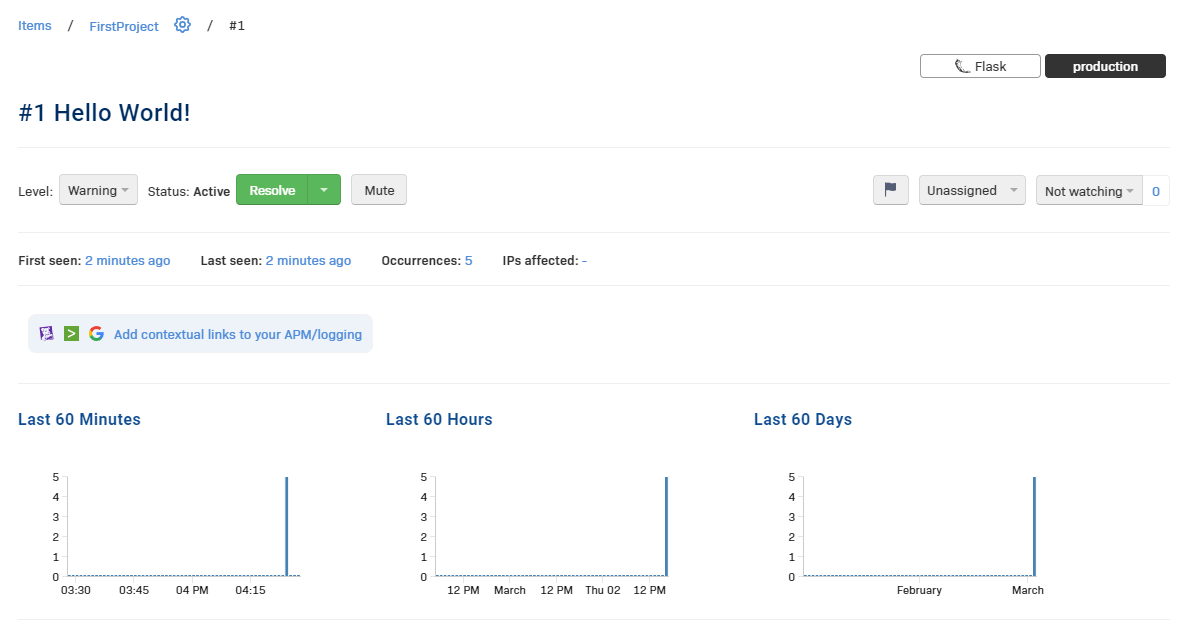 Items / FirstProject / #1
Flask production
#1 Hello World!
Level: Warning Status: Active Resolve Mute Unassigned Not watching 0
First seen: 2 minutes ago Last seen: 2 minutes ago Occurrences: 5 IPs affected: -
Add contextual links to your APM/logging
Last 60 Minutes Last 60 Hours Last 60 Days
5 5 5
4 4 4
3 3 3
2 2 2
1 1 1
0 0 0
03:30 03:45 04 PM 04:15 12 PM March 12 PM Thu 02 12 PM February March